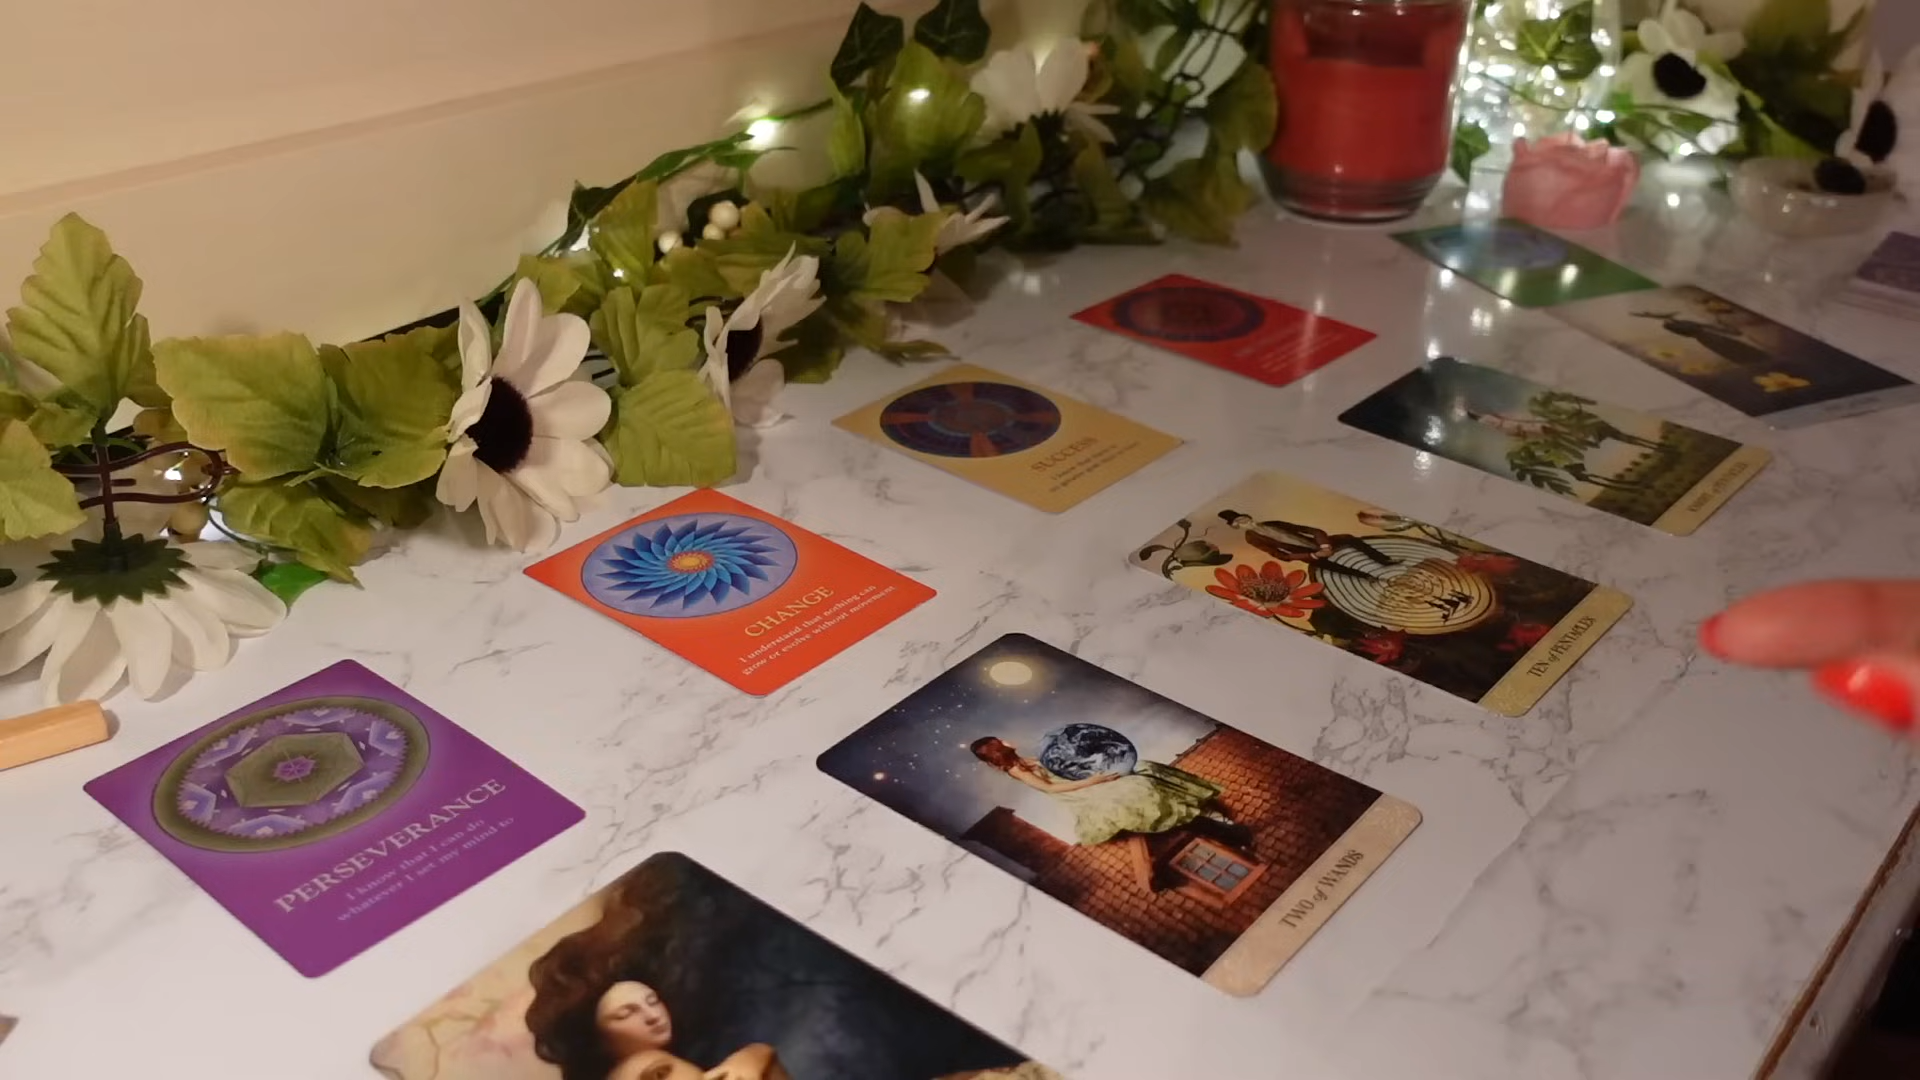 PERSEVERANCE
I know that I can do
whatever I set my mind to
CHANGE
I understand that nothing can
grow or evolve without movement
SUCCESS
TWO of WANDS
TEN of PENTACLES